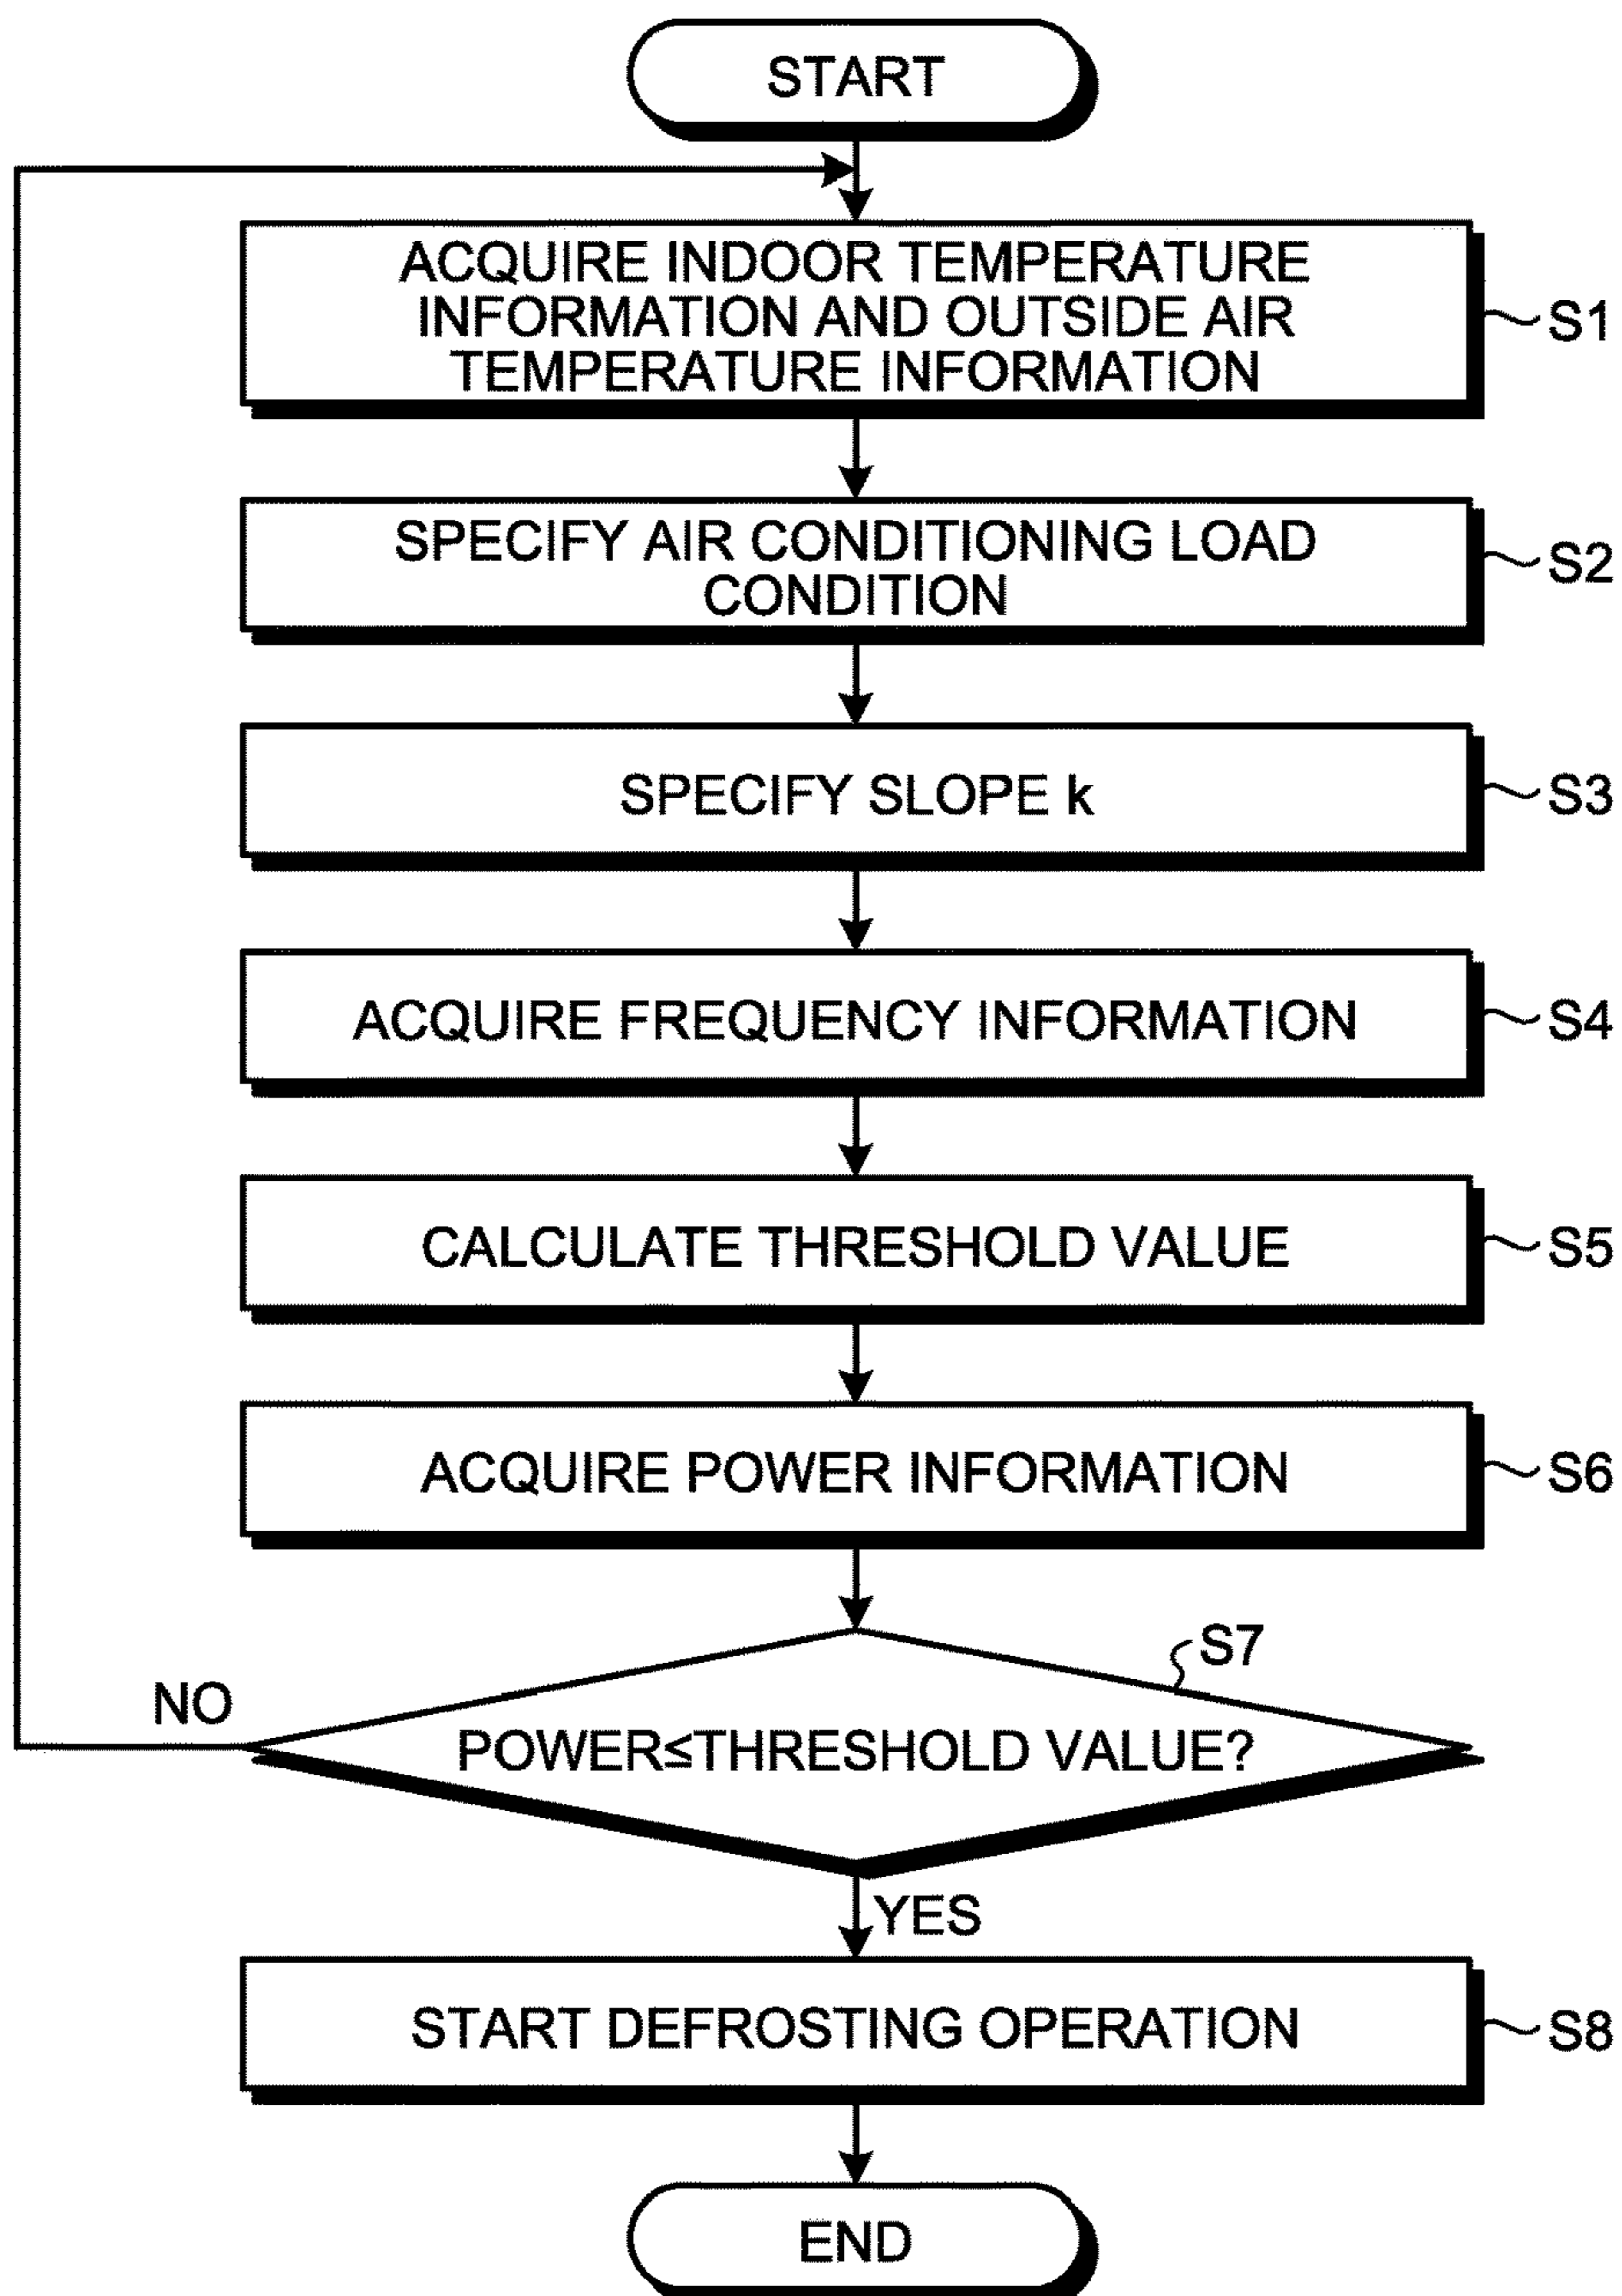 START
ACQUIRE INDOOR TEMPERATURE
INFORMATION AND OUTSIDE AIR
TEMPERATURE INFORMATION
S1
SPECIFY AIR CONDITIONING LOAD
CONDITION
S2
SPECIFY SLOPE k
S3
ACQUIRE FREQUENCY INFORMATION
S4
CALCULATE THRESHOLD VALUE
S5
ACQUIRE POWER INFORMATION
S6
S7
NO
POWER≤THRESHOLD VALUE?
YES
START DEFROSTING OPERATION
S8
END